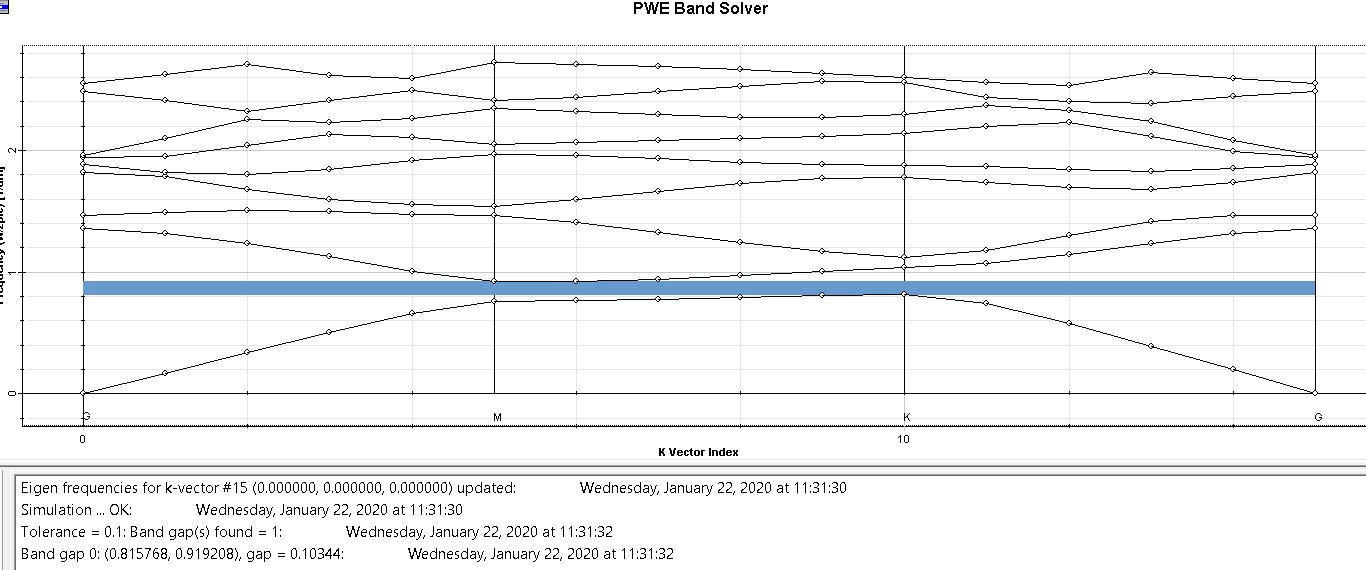 PWE Band Solver
2
1
0
G
M
K
G
0
10
K Vector Index
Eigen frequencies for k-vector #15 (0.000000, 0.000000, 0.000000) updated: Wednesday, January 22, 2020 at 11:31:30
Simulation ... OK: Wednesday, January 22, 2020 at 11:31:30
Tolerance = 0.1: Band gap(s) found = 1: Wednesday, January 22, 2020 at 11:31:32
Band gap 0: (0.815768, 0.919208), gap = 0.10344: Wednesday, January 22, 2020 at 11:31:32